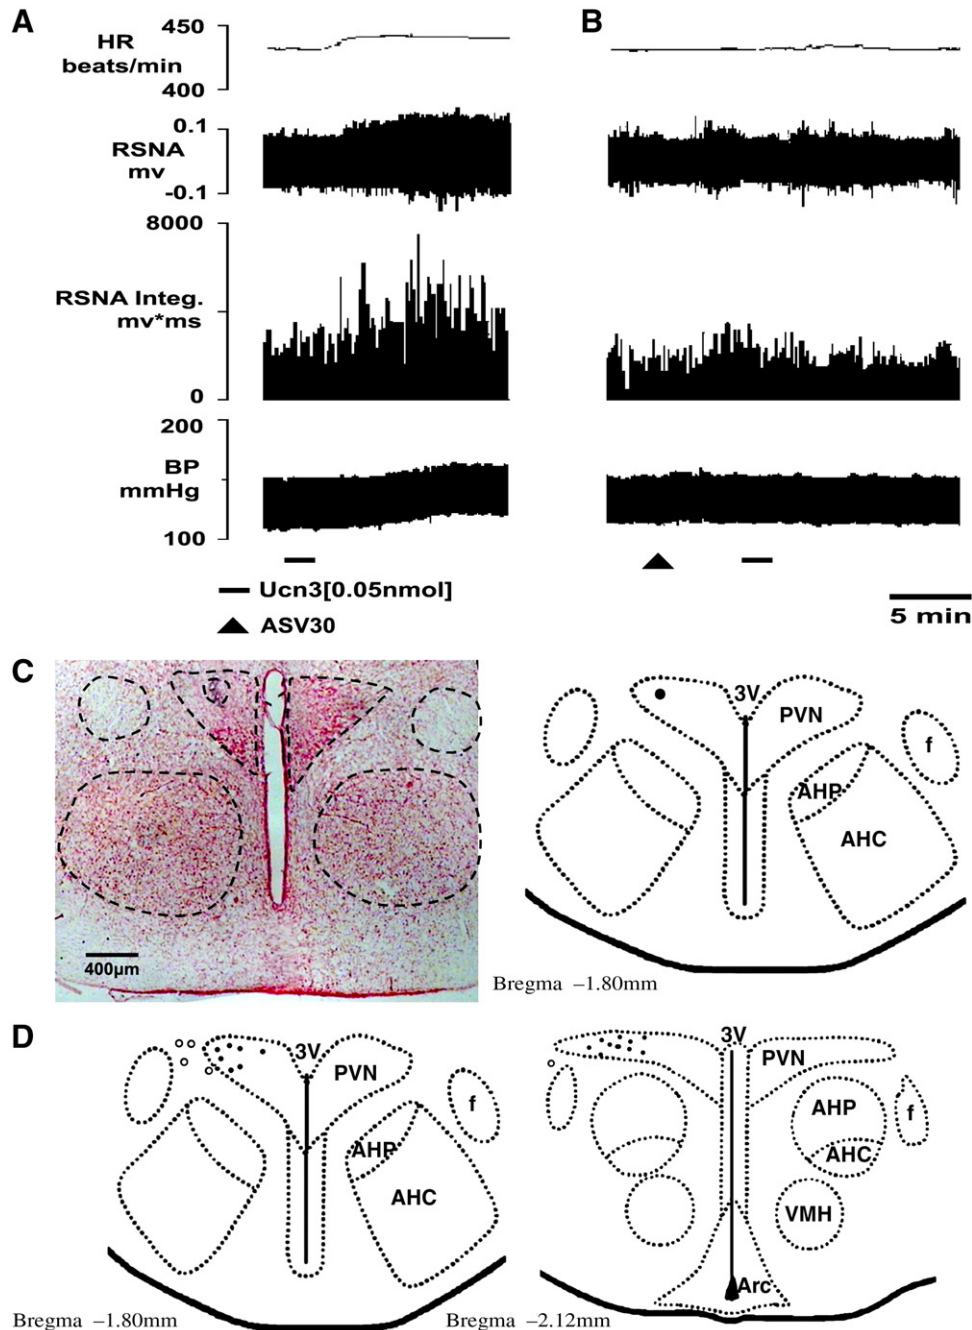 A
B
450
HR
beats/min
400
0.1
RSNA
mv
-0.1
8000
RSNA Integ.
mv*ms
0
200
BP
mmHg
100
Ucn3[0.05nmol]
ASV30
5 min
C
400µm
3V
PVN
f
AHP
AHC
Bregma –1.80mm
D
3V
PVN
f
AHP
AHC
Bregma –1.80mm
3V
PVN
AHP
f
AHC
VMH
Arc
Bregma –2.12mm